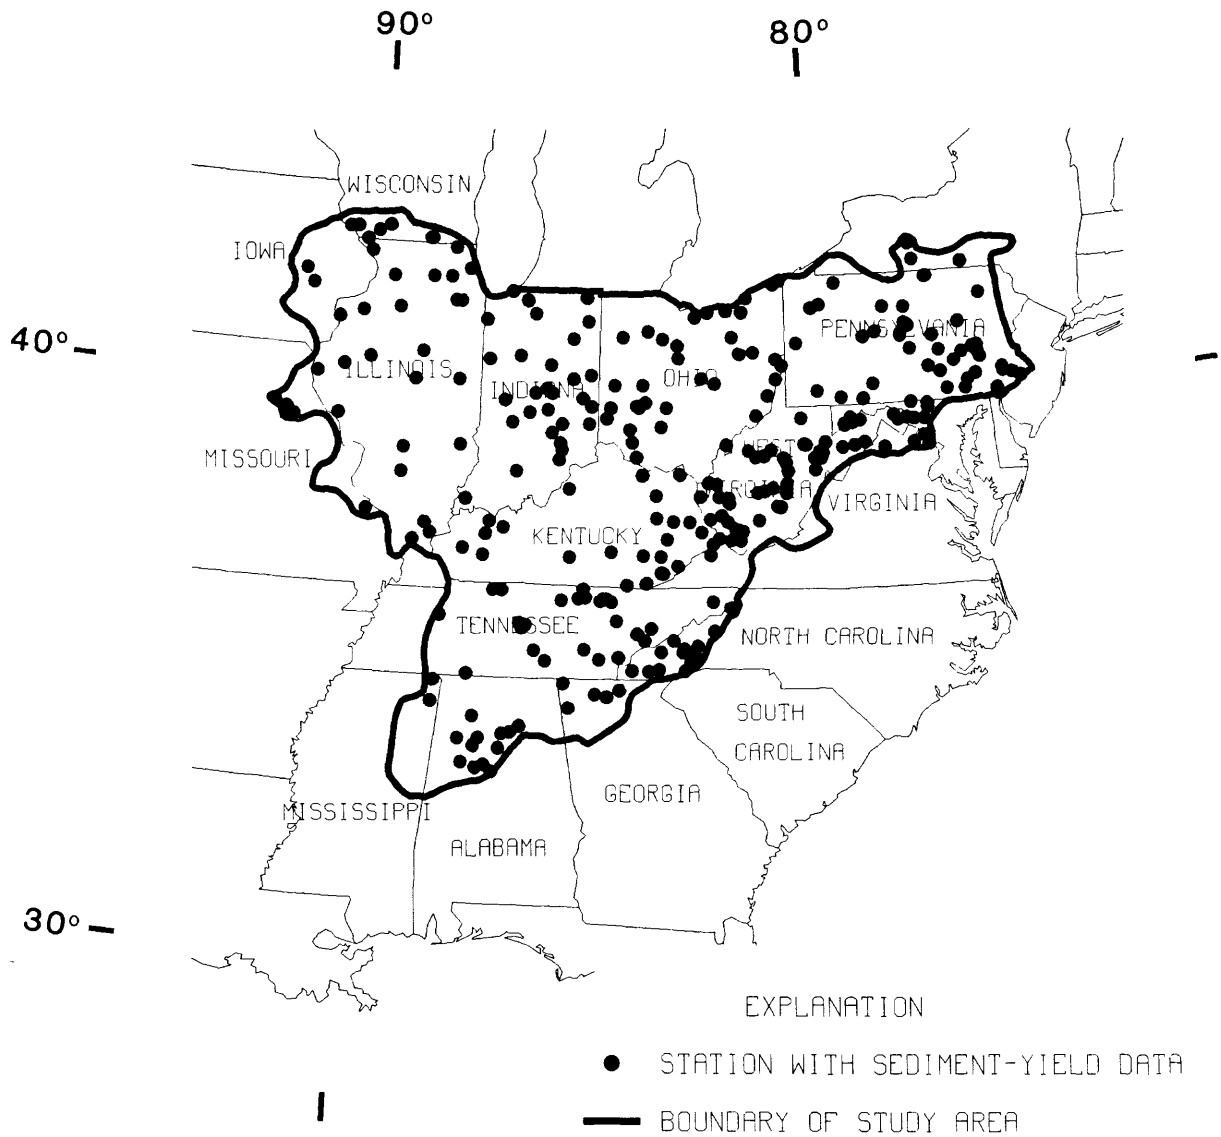 90°
80°
WISCONSIN
IOWA
PENNSYLVANIA
40°
ILLINOIS
INDIANA
OHIO
MISSOURI
WEST
VIRGINIA
VIRGINIA
KENTUCKY
TENNESSEE
NORTH CAROLINA
SOUTH
CAROLINA
GEORGIA
MISSISSIPPI
ALABAMA
30°
EXPLANATION
STATION WITH SEDIMENT-YIELD DATA
BOUNDARY OF STUDY AREA